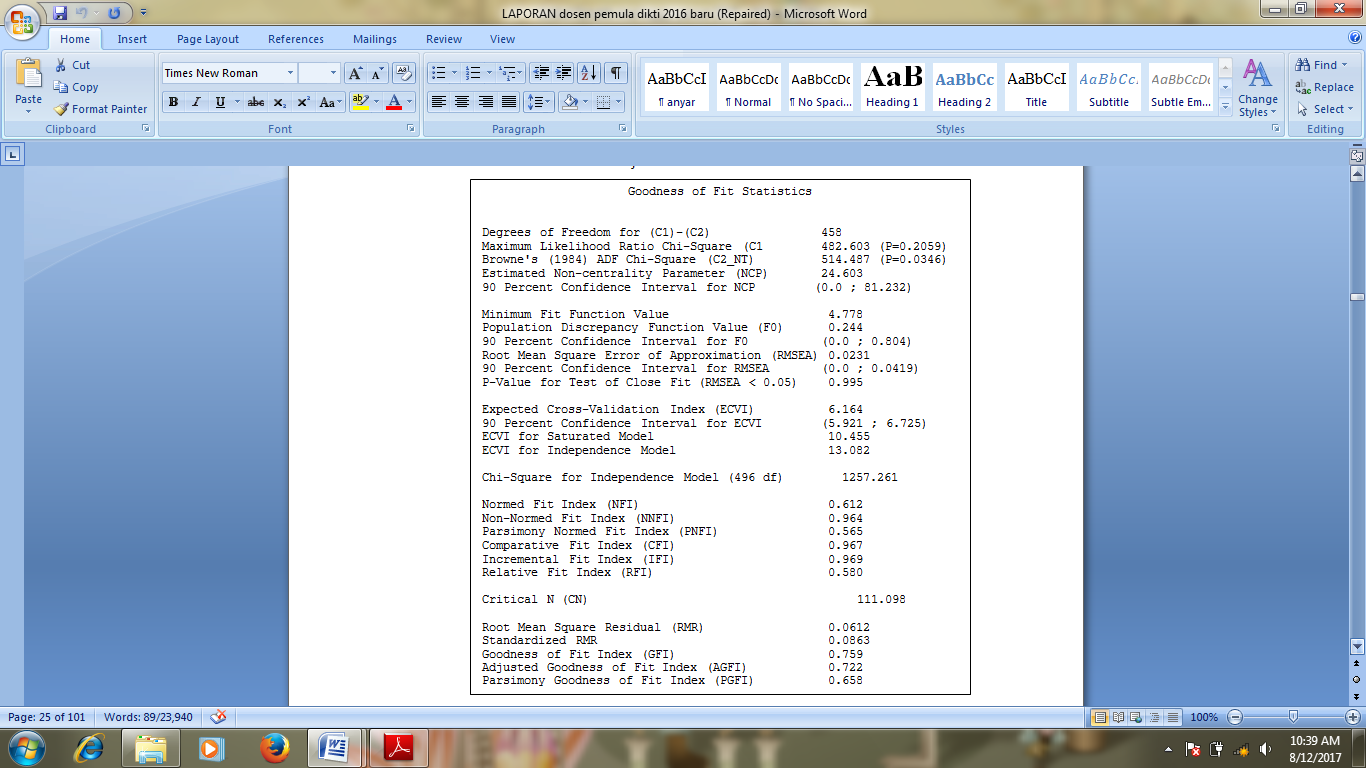 LAPORAN dosen pemula dikti 2016 baru (Repaired) - Microsoft Word
Home Insert Page Layout References Mailings Review View
Paste
Cut
Copy
Format Painter
Clipboard
Times New Roman
B I U abc x₂ x² Aa ab A
Font
Paragraph
AaBbCcI AaBbCcDc AaBbCcDc AaB AaBbCc AaBbCcI AaBbCc. AaBbCcDc
¶ anyar ¶ Normal ¶ No Spaci... Heading 1 Heading 2 Title Subtitle Subtle Em...
Change Styles
Styles
Find
Replace
Select
Editing
Goodness of Fit Statistics
Degrees of Freedom for (C1)-(C2) 458
Maximum Likelihood Ratio Chi-Square (C1 482.603 (P=0.2059)
Browne's (1984) ADF Chi-Square (C2_NT) 514.487 (P=0.0346)
Estimated Non-centrality Parameter (NCP) 24.603
90 Percent Confidence Interval for NCP (0.0 ; 81.232)
Minimum Fit Function Value 4.778
Population Discrepancy Function Value (F0) 0.244
90 Percent Confidence Interval for F0 (0.0 ; 0.804)
Root Mean Square Error of Approximation (RMSEA) 0.0231
90 Percent Confidence Interval for RMSEA (0.0 ; 0.0419)
P-Value for Test of Close Fit (RMSEA < 0.05) 0.995
Expected Cross-Validation Index (ECVI) 6.164
90 Percent Confidence Interval for ECVI (5.921 ; 6.725)
ECVI for Saturated Model 10.455
ECVI for Independence Model 13.082
Chi-Square for Independence Model (496 df) 1257.261
Normed Fit Index (NFI) 0.612
Non-Normed Fit Index (NNFI) 0.964
Parsimony Normed Fit Index (PNFI) 0.565
Comparative Fit Index (CFI) 0.967
Incremental Fit Index (IFI) 0.969
Relative Fit Index (RFI) 0.580
Critical N (CN) 111.098
Root Mean Square Residual (RMR) 0.0612
Standardized RMR 0.0863
Goodness of Fit Index (GFI) 0.759
Adjusted Goodness of Fit Index (AGFI) 0.722
Parsimony Goodness of Fit Index (PGFI) 0.658
Page: 25 of 101 Words: 89/23,940 100%
10:39 AM
8/12/2017